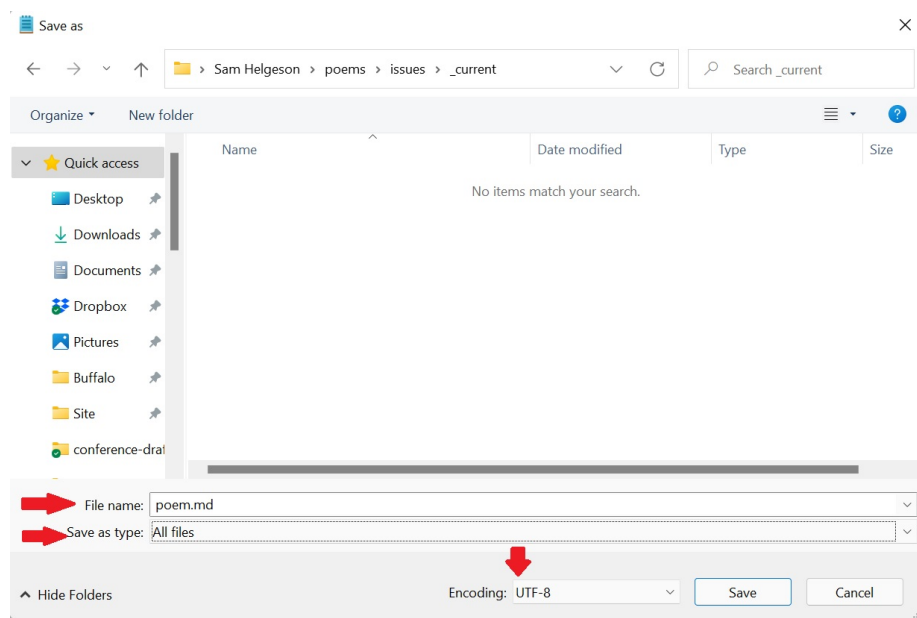 Save as
Sam Helgeson > poems > issues > _current
Search _current
Organize
New folder
Name
Date modified
Type
Size
Quick access
No items match your search.
Desktop
Downloads
Documents
Dropbox
Pictures
Buffalo
Site
conference-draf
File name: poem.md
Save as type: All files
Hide Folders
Encoding: UTF-8
Save
Cancel